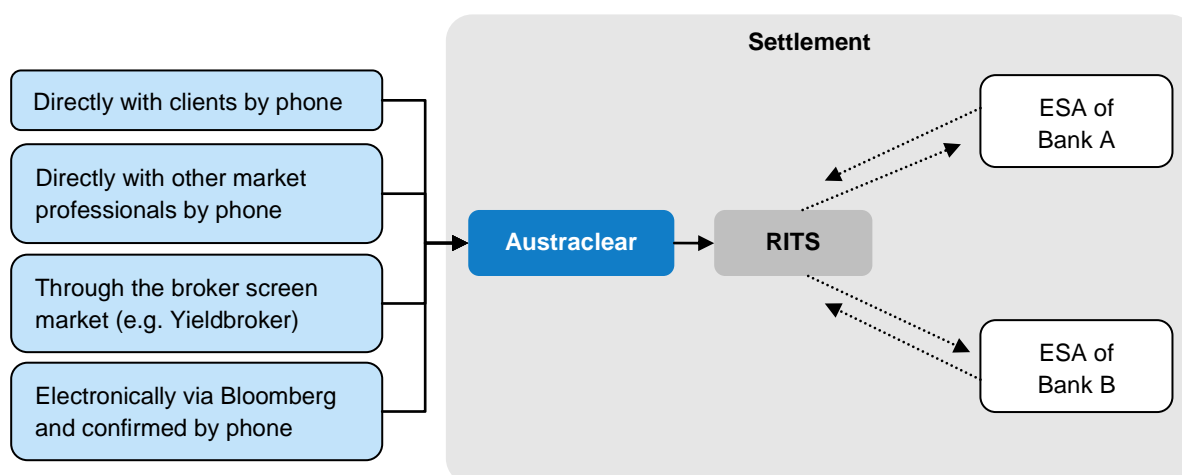 Settlement
Directly with clients by phone
Directly with other market
professionals by phone
Through the broker screen
market (e.g. Yieldbroker)
Electronically via Bloomberg
and confirmed by phone
Austraclear
RITS
ESA of
Bank A
ESA of
Bank B